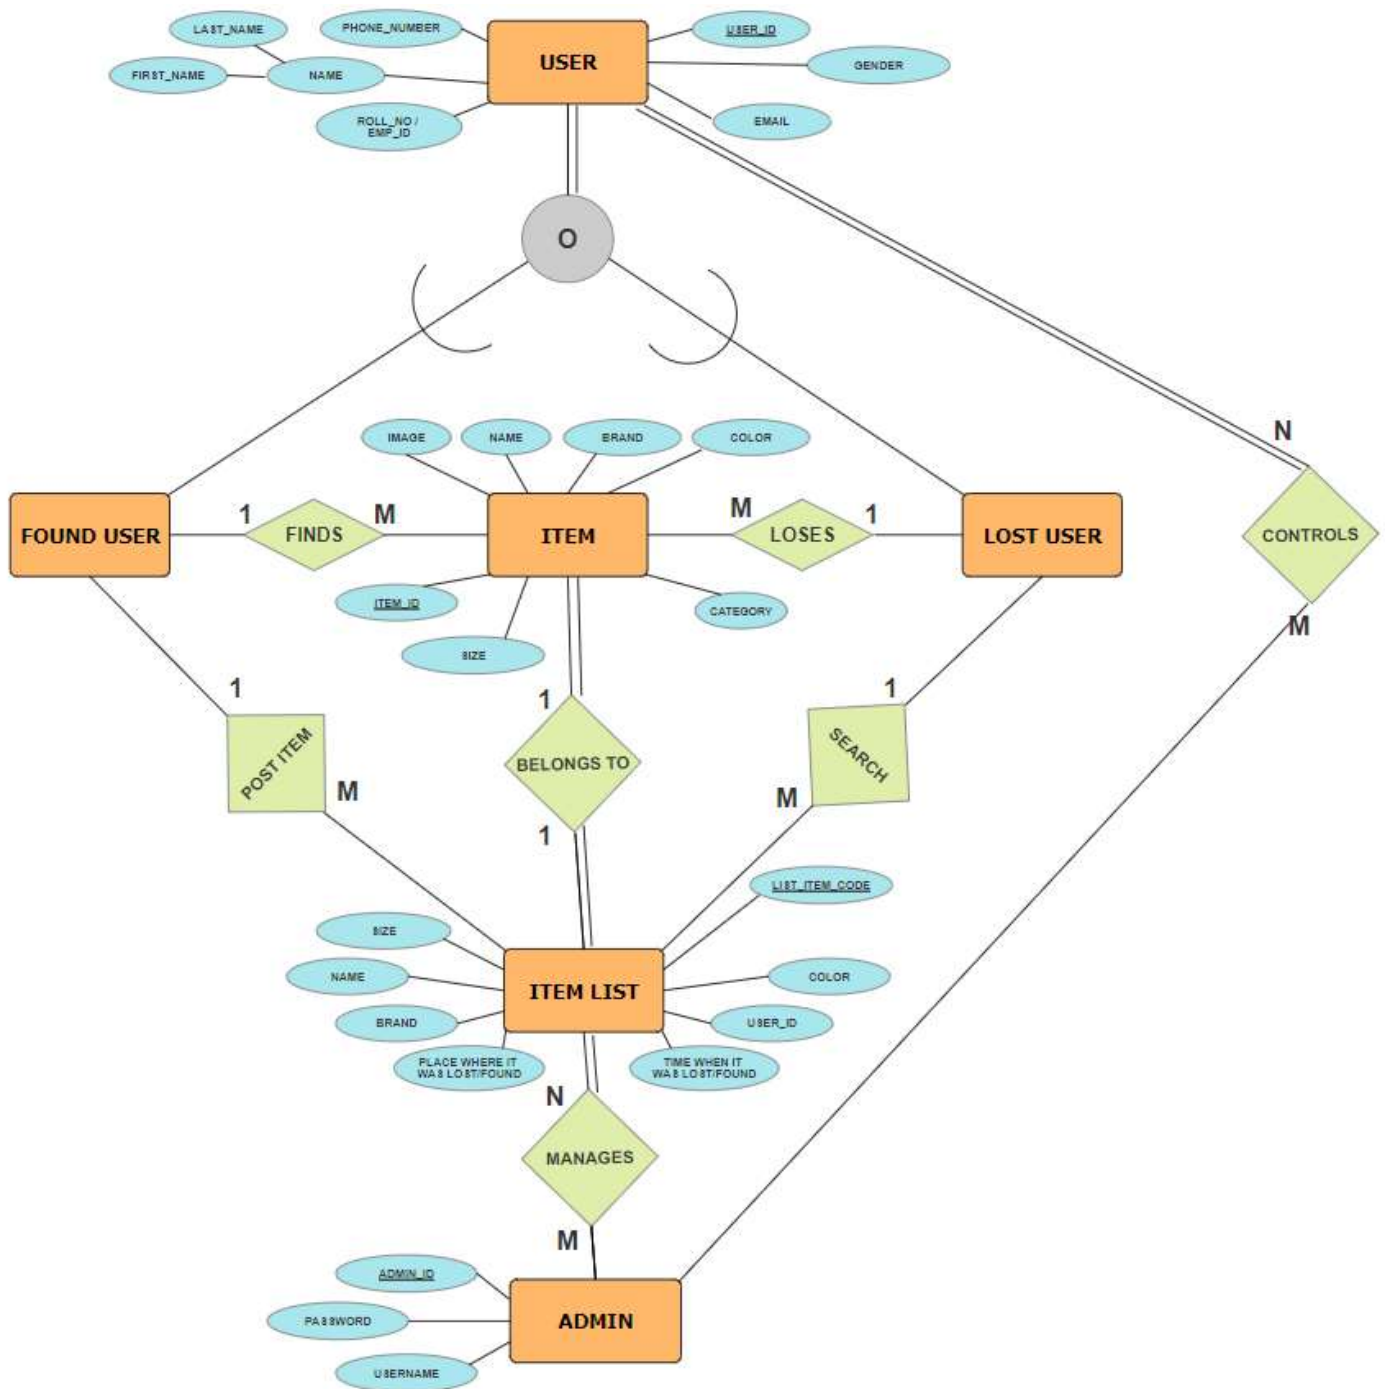 LAST_NAME
PHONE_NUMBER
USER_ID
USER
FIRST_NAME
NAME
GENDER
ROLL_NO /
EMP_ID
EMAIL
O
N
IMAGE
NAME
BRAND
COLOR
FOUND USER
1
FINDS
M
ITEM
M
LOSES
1
LOST USER
CONTROLS
ITEM_ID
CATEGORY
SIZE
M
1
1
1
POST ITEM
BELONGS TO
SEARCH
M
M
1
LIST_ITEM_CODE
SIZE
NAME
ITEM LIST
COLOR
BRAND
USER_ID
PLACE WHERE IT
WAS LOST/FOUND
TIME WHEN IT
WAS LOST/FOUND
N
MANAGES
M
ADMIN_ID
PASSWORD
ADMIN
USERNAME